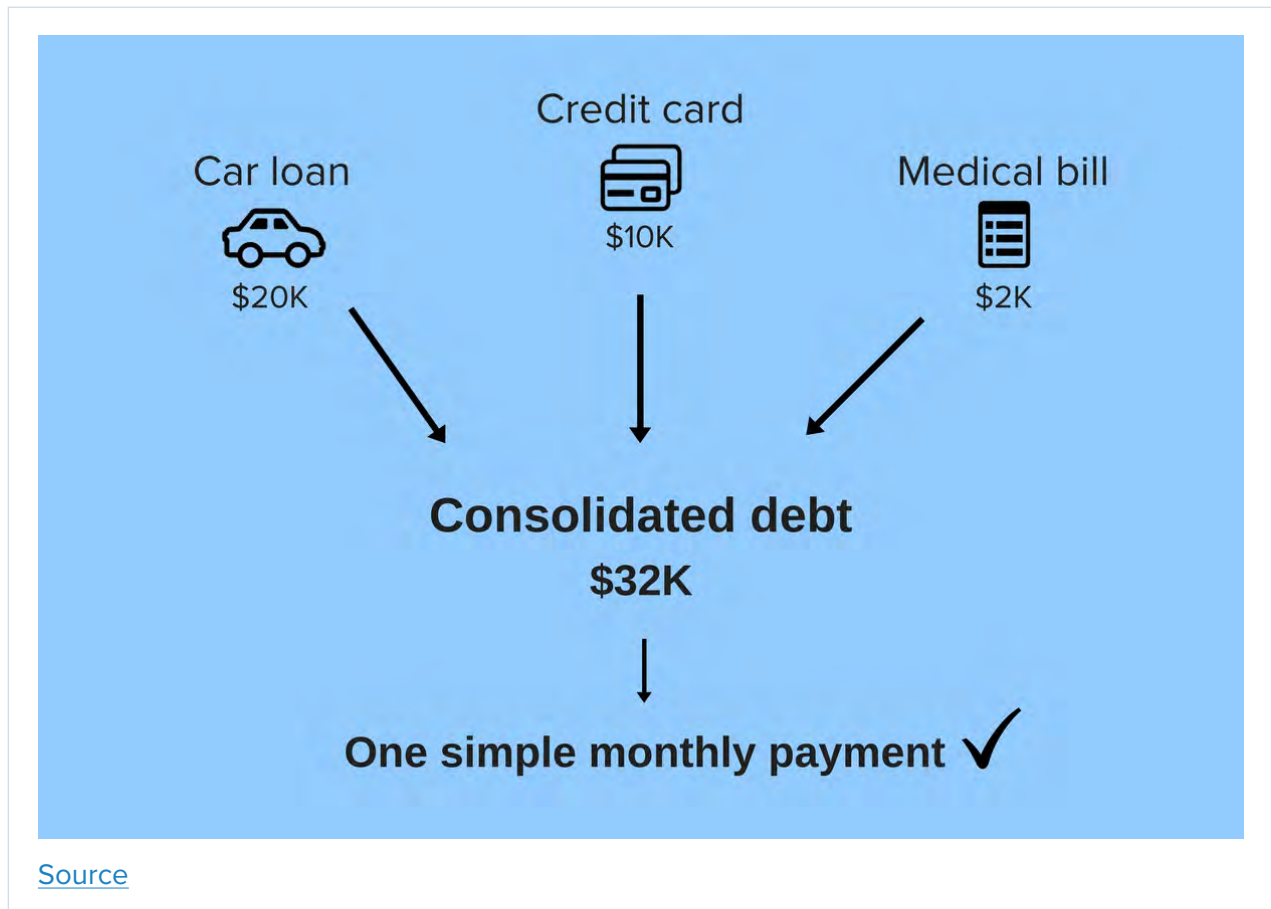 Credit card
Car loan
Medical bill
$10K
$20K
$2K
Consolidated debt
$32K
One simple monthly payment
Source